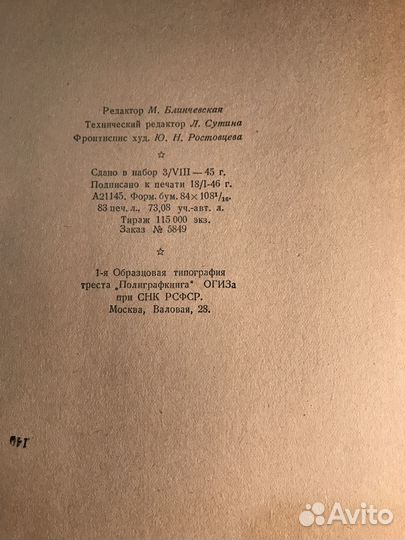 Редактор М. Блинчевская
Технический редактор Л. Сутина
Фронтиспис худ. Ю. Н. Ростовцева
Сдано в набор 3/VIII — 45 г.
Подписано к печати 18/I-46 г.
А21145. Форм. бум. 84 × 108¹/₁₆.
83 печ. л., 73,08 уч.-авт. л.
Тираж 115 000 экз.
Заказ № 5849
1-я Образцовая типография
треста „Полиграфкнига" ОГИЗа
при СНК РСФСР.
Москва, Валовая, 28.
140
Avito